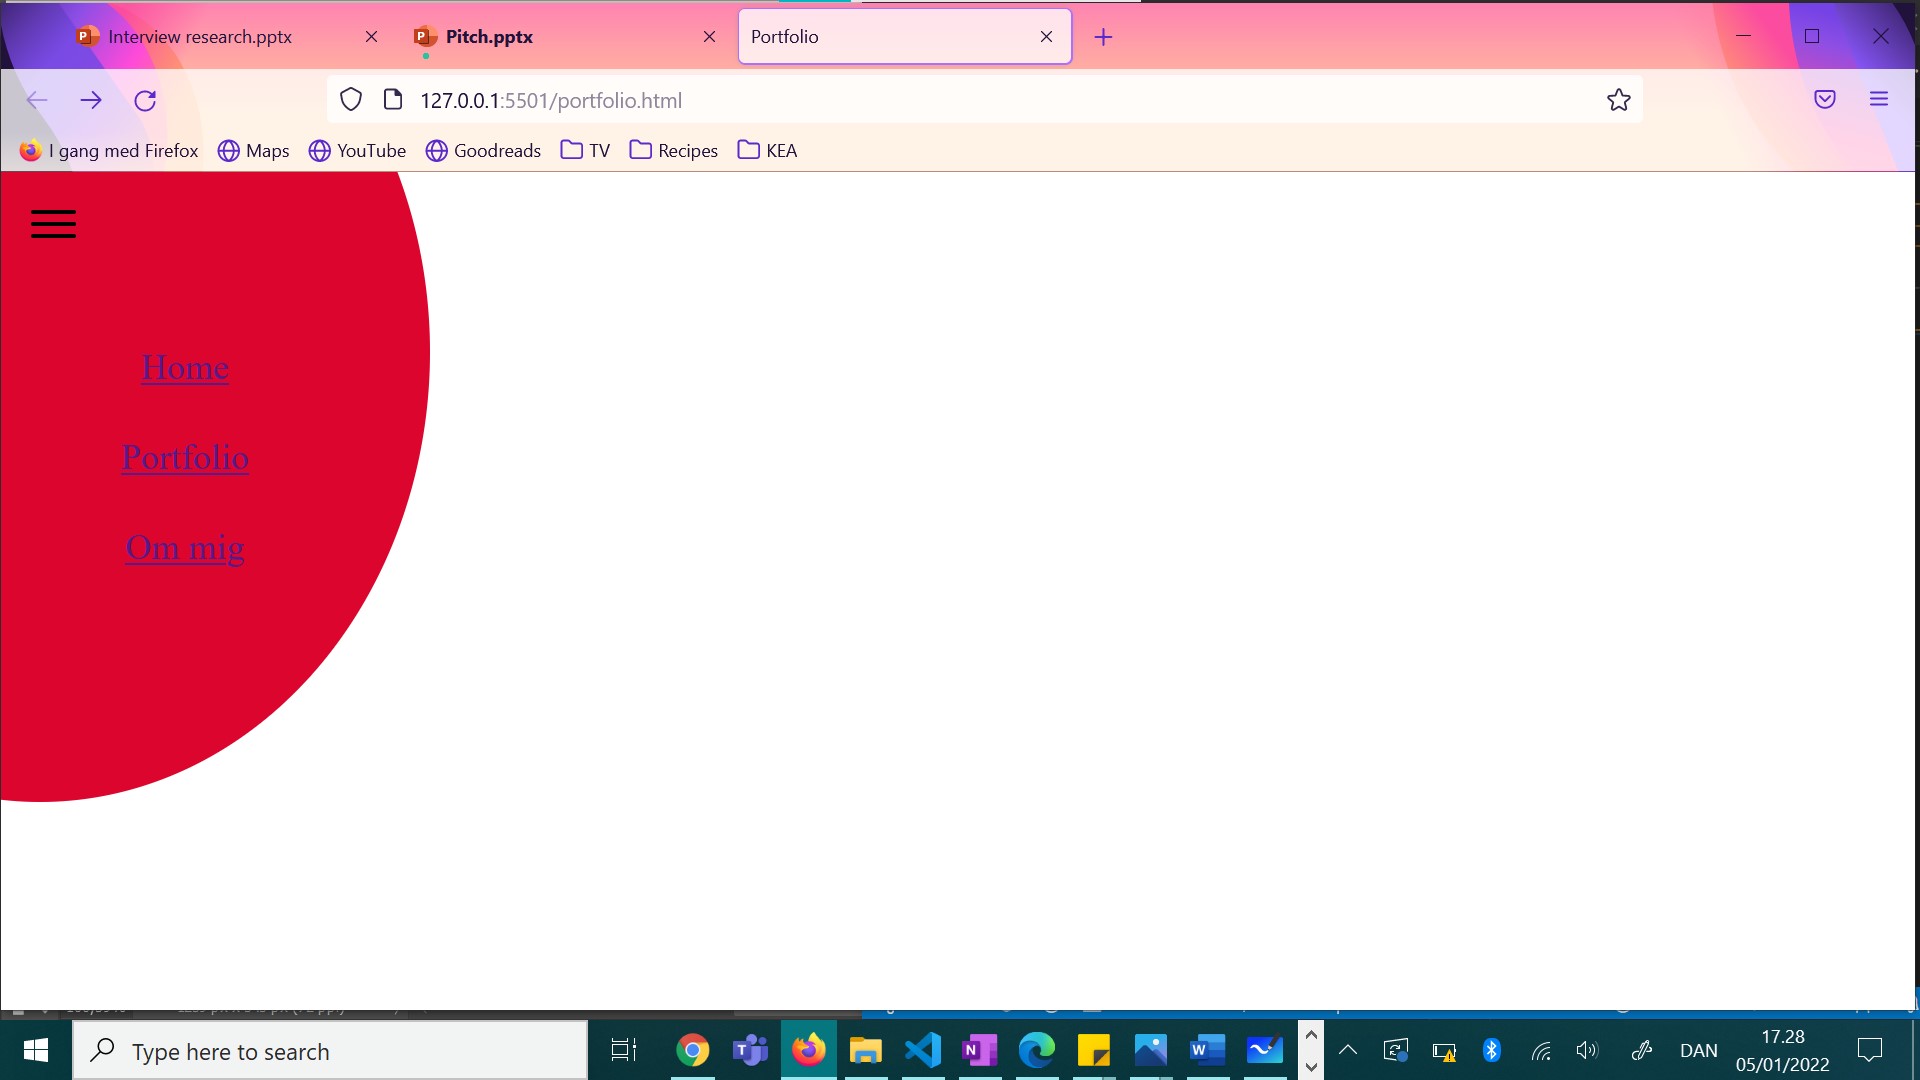 Interview research.pptx
Pitch.pptx
Portfolio
127.0.0.1:5501/portfolio.html
I gang med Firefox
Maps
YouTube
Goodreads
TV
Recipes
KEA
Home
Portfolio
Om mig
Type here to search
DAN
17.28
05/01/2022